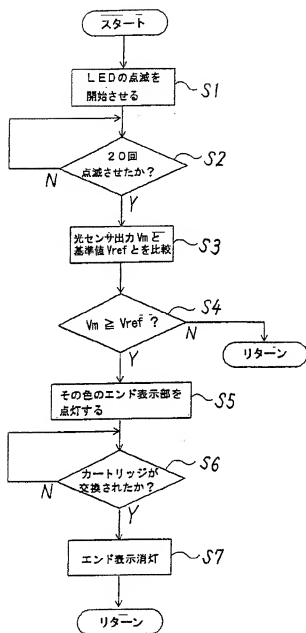 スタート
LEDの点滅を
開始させる
S1
20回
点滅させたか?
S2
N
Y
光センサ出力 Vmと
基準値 Vrefとを比較
S3
Vm ≧ Vref ?
S4
N
Y
リターン
その色のエンド表示部を
点灯する
S5
カートリッジが
交換されたか?
S6
N
Y
エンド表示消灯
S7
リターン